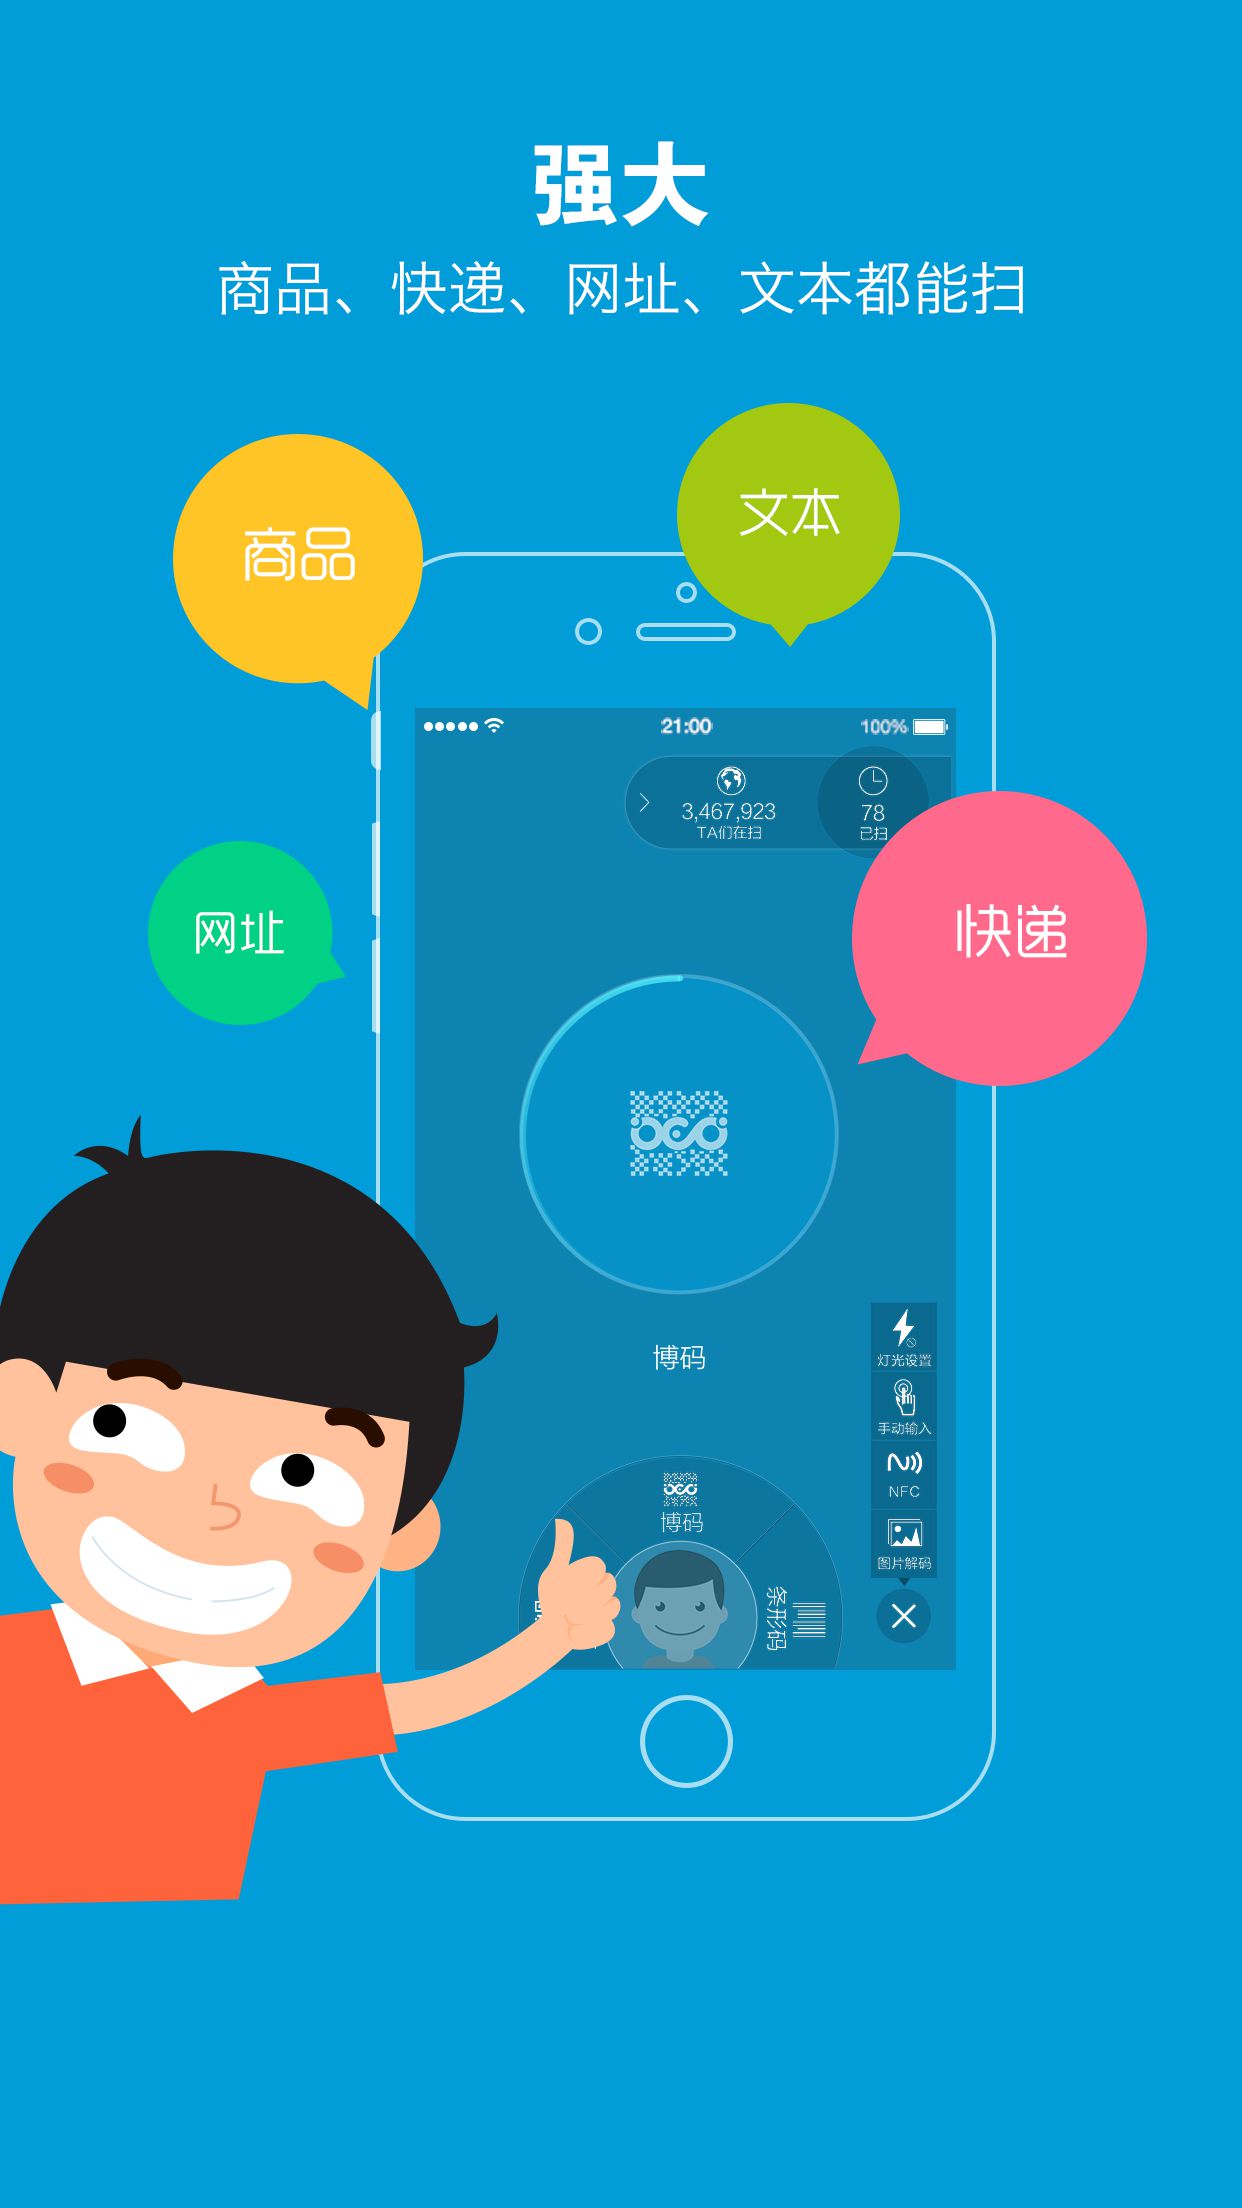 强大
商品、快递、网址、文本都能扫
文本
商品
21:00
100%
3,467,923
TA们在扫
78
已扫
网址
快递
博码
灯光设置
手动输入
NFC
图片解码
博码
条形码